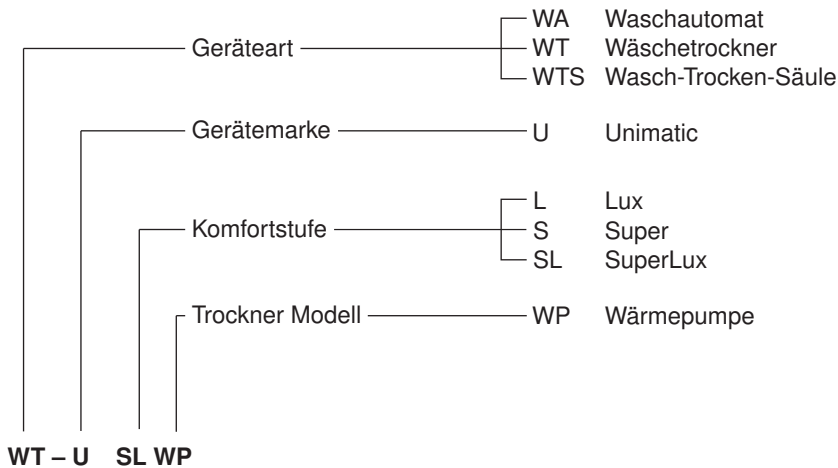 WA Waschautomat
Geräteart WT Wäschetrockner
WTS Wasch-Trocken-Säule
Gerätemarke U Unimatic
L Lux
Komfortstufe S Super
SL SuperLux
Trockner Modell WP Wärmepumpe
WT – U SL WP